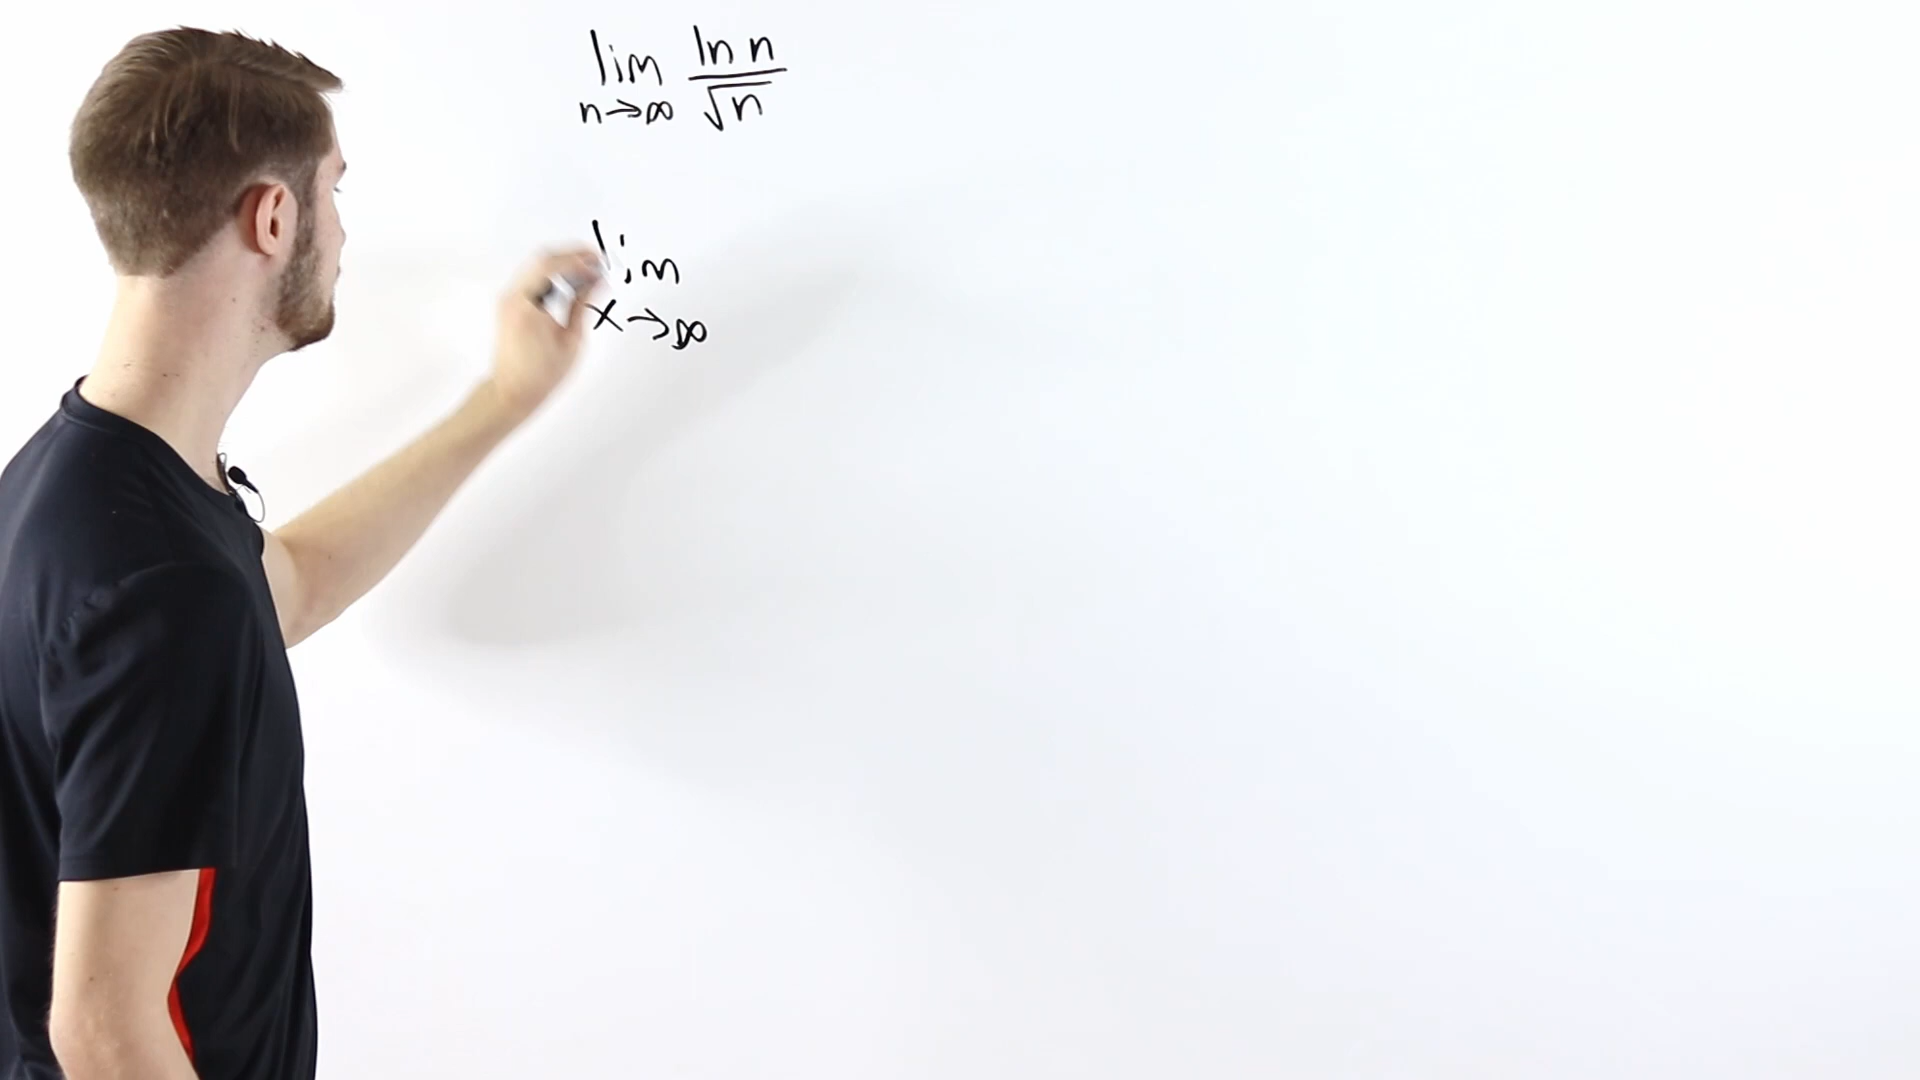 lim ln n / √n
n→∞
lim
x→∞